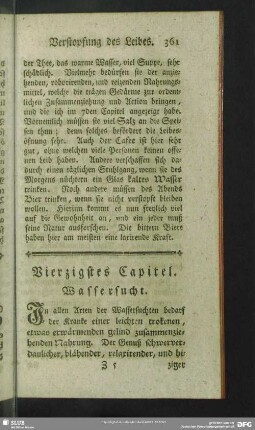 Verstopfung des Leibes. 361
der Thee, das warme Wasser, viel Suppe, sehr
schädlich. Vielmehr bedürfen sie der anzie-
henden, roborirenden, und reizenden Nahrungs-
mittel, welche die trägen Gedärme zur ordent-
lichen Zusammenziehung und Action bringen,
und die ich im 7den Capitel angezeigt habe.
Vornemlich müssen sie viel Salz an die Spei-
sen thun; denn solches befördert die Leibes-
öfnung sehr. Auch der Cafee ist hier sehr
gut, ohne welchen viele Personen keinen offe-
nen Leib haben. Andere verschaffen sich da-
durch einen täglichen Stuhlgang, wenn sie des
Morgens nüchtern ein Glas kaltes Wasser
trinken. Noch andere müssen des Abends
Bier trinken, wenn sie nicht verstopft bleiben
wollen. Hierinn kommt es nun freylich viel
auf die Gewohnheit an, und ein jeder muß
seine Natur ausforschen. Die bittern Biere
haben hier am meisten eine laxirende Kraft.
Vierzigstes Capitel.
Wassersucht.
In allen Arten der Wassersuchten bedarf
der Kranke einer leichten trokenen,
etwas erwärmenden gelind zusammenzie-
henden Nahrung. Der Genuß schwerver-
daulicher, blähender, relaxirender, und hi-
Z 5 ziger